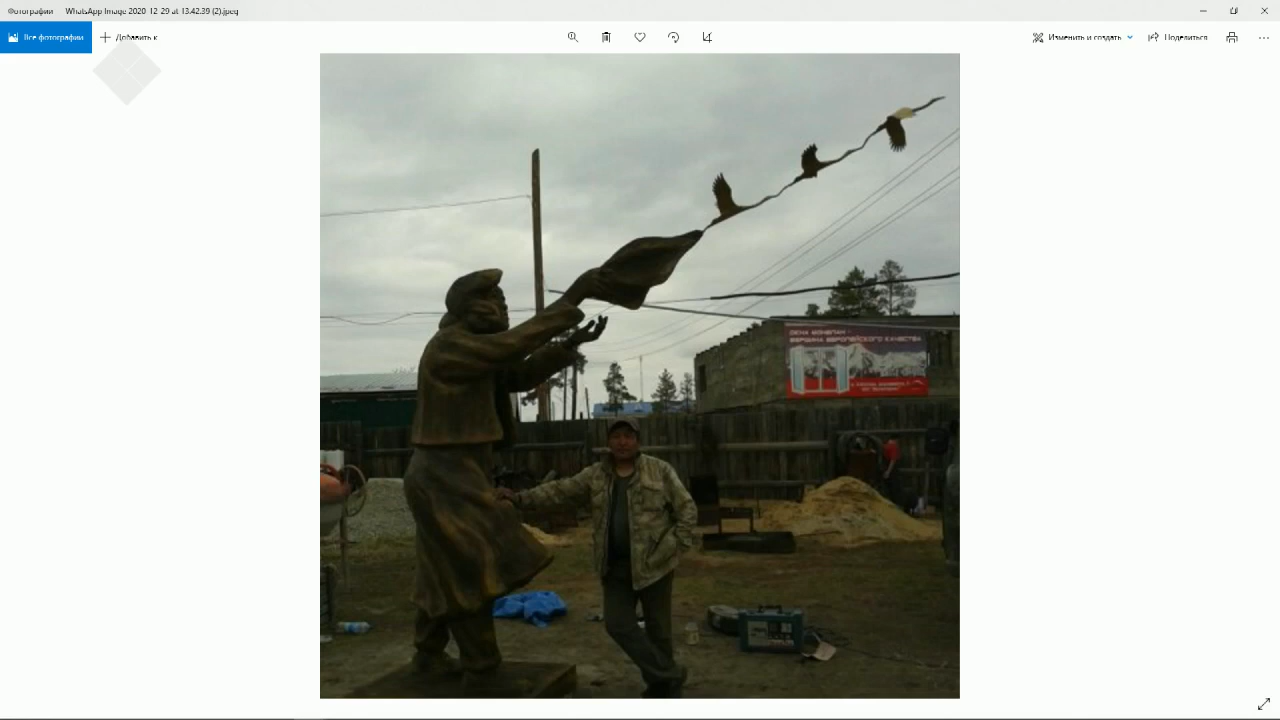 Фотографии - WhatsApp Image 2020-12-29 at 13.42.39 (2).jpeg
Все фотографии
Добавить к
Изменить и создать
Поделиться
ОКНА МОНБЛАН -
ВЕРШИНА ЕВРОПЕЙСКОГО КАЧЕСТВА